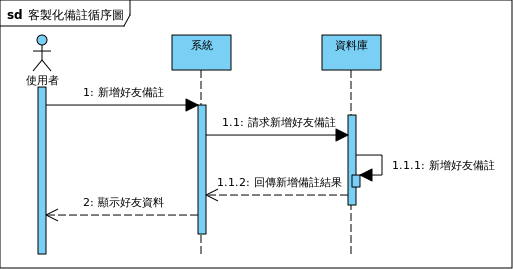 sd 客製化備註循序圖
系統
資料庫
使用者
1: 新增好友備註
1.1: 請求新增好友備註
1.1.1: 新增好友備註
1.1.2: 回傳新增備註結果
2: 顯示好友資料